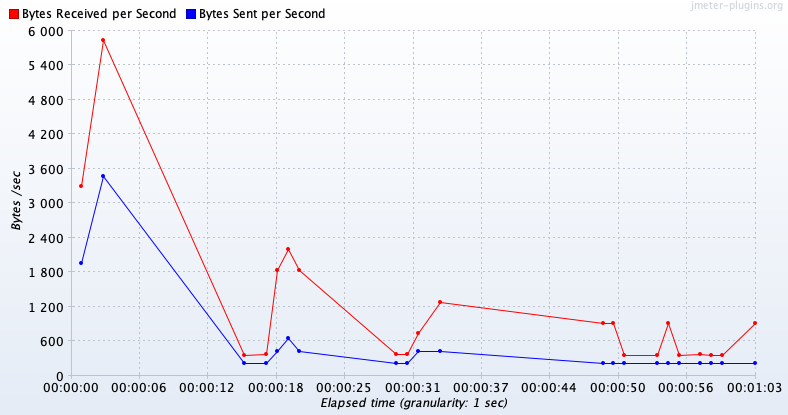 jmeter-plugins.org
Bytes Received per Second Bytes Sent per Second
6 000
5 400
4 800
4 200
3 600
3 000
2 400
1 800
1 200
600
0
Bytes /sec
00:00:00 00:00:06 00:00:12 00:00:18 00:00:25 00:00:31 00:00:37 00:00:44 00:00:50 00:00:56 00:01:03
Elapsed time (granularity: 1 sec)